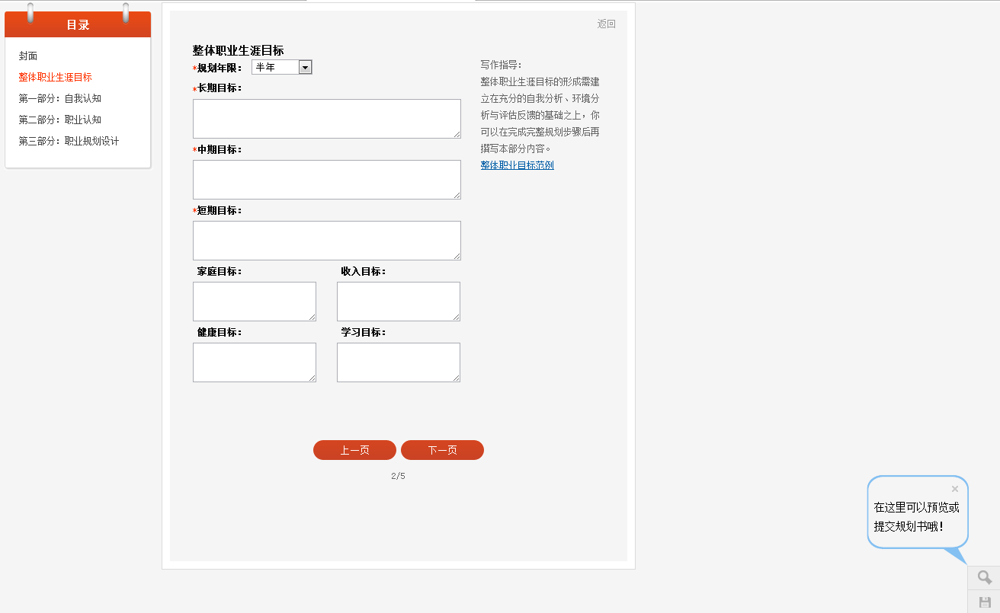 目录
封面
整体职业生涯目标
第一部分：自我认知
第二部分：职业认知
第三部分：职业规划设计
返回
整体职业生涯目标
*规划年限： 半年
*长期目标：
*中期目标：
*短期目标：
家庭目标： 收入目标：
健康目标： 学习目标：
写作指导：
整体职业生涯目标的形成需建
立在充分的自我分析、环境分
析与评估反馈的基础之上，你
可以在完成完整规划步骤后再
撰写本部分内容。
整体职业目标范例
上一页 下一页
2/5
×
在这里可以预览或
提交规划书哦！